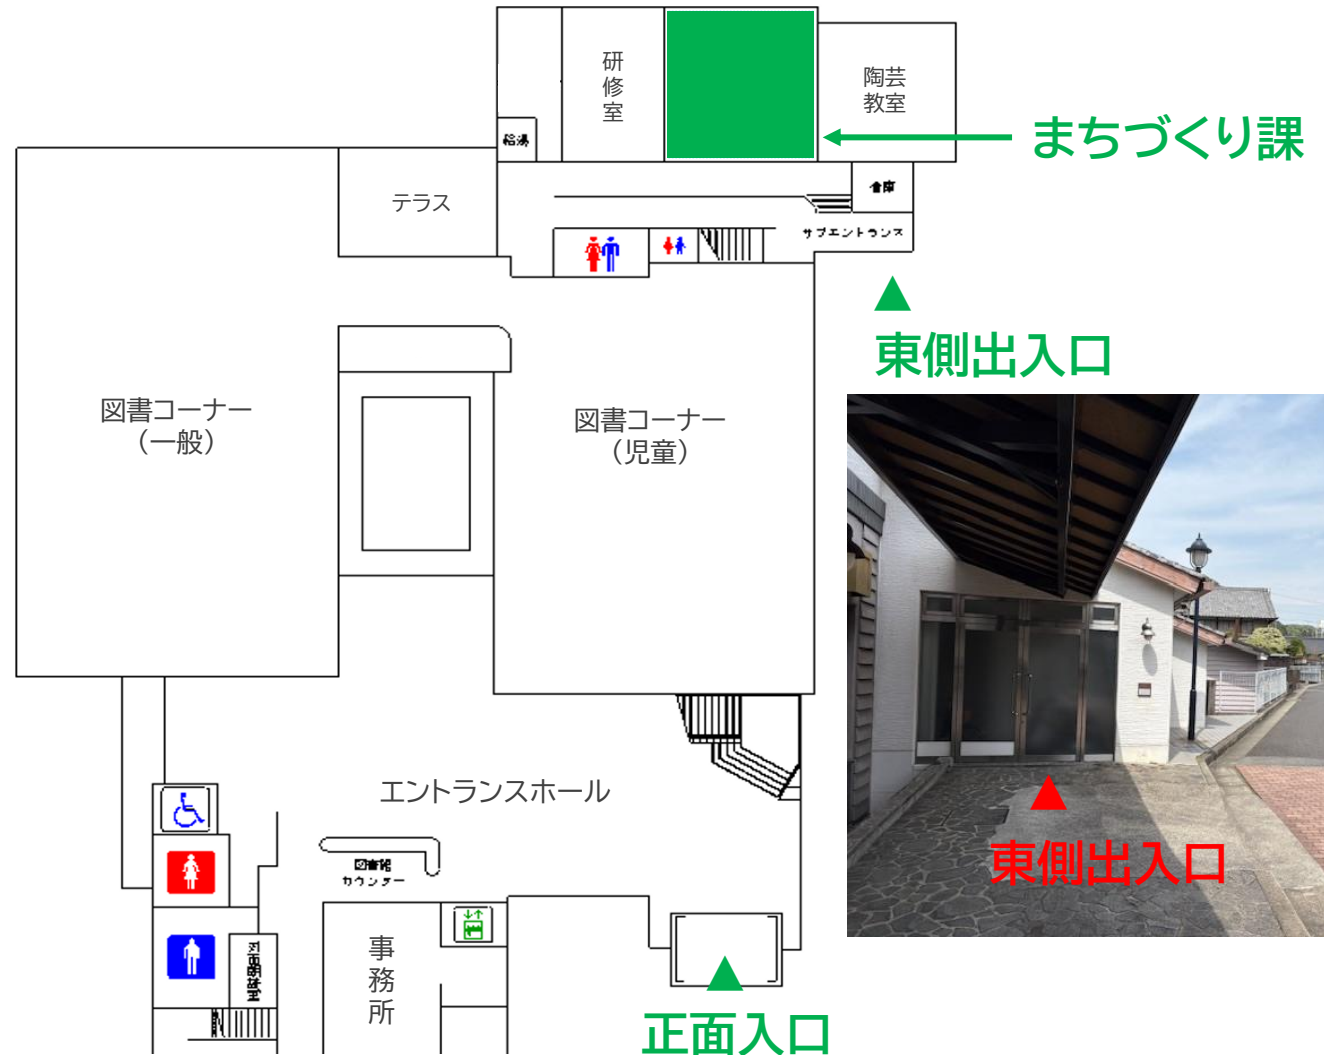 研
修
室
陶芸
教室
まちづくり課
給湯
テラス
倉庫
サブエントランス
東側出入口
図書コーナー
（一般）
図書コーナー
（児童）
エントランスホール
図書館
カウンター
東側出入口
事
務
所
正面入口